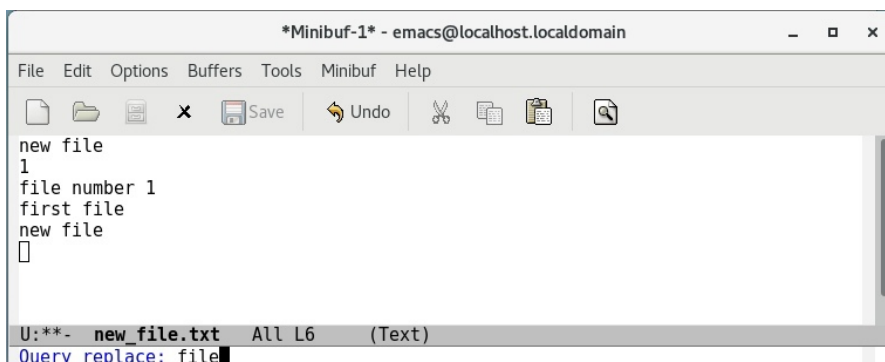 *Minibuf-1* - emacs@localhost.localdomain
File Edit Options Buffers Tools Minibuf Help
Save Undo
new file
1
file number 1
first file
new file
U:**- new_file.txt All L6 (Text)
Query replace: file